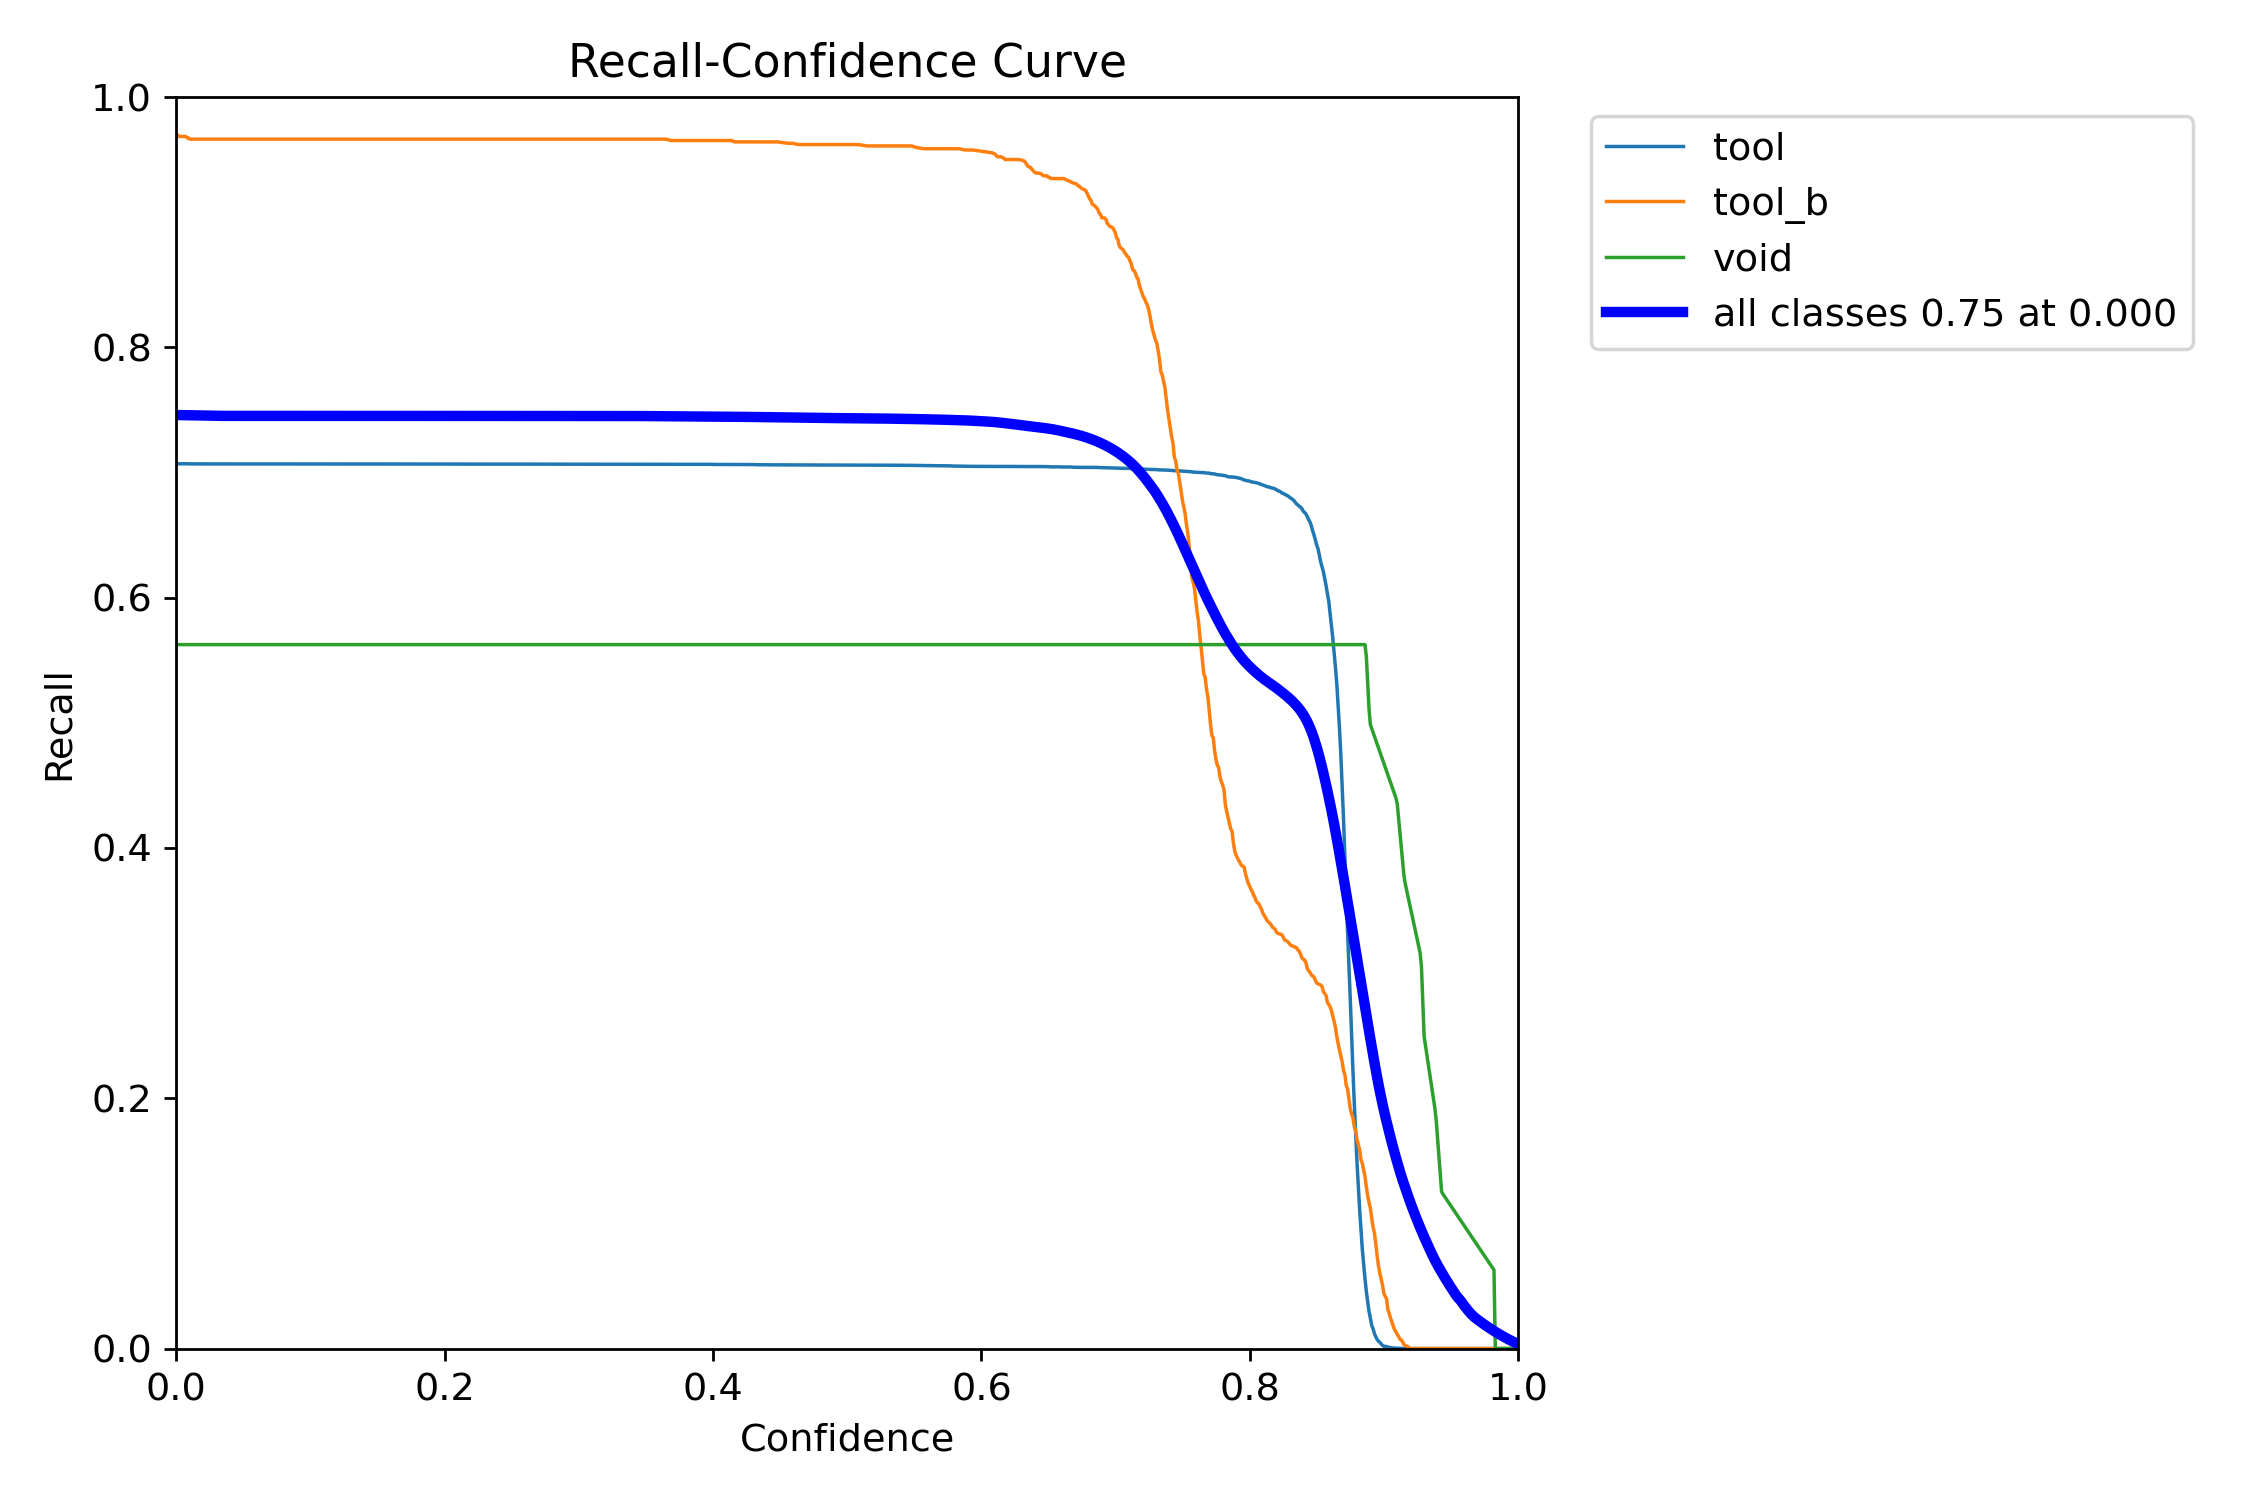 Recall-Confidence Curve
1.0
0.8
0.6
0.4
0.2
0.0
Recall
0.0 0.2 0.4 0.6 0.8 1.0
Confidence
tool
tool_b
void
all classes 0.75 at 0.000